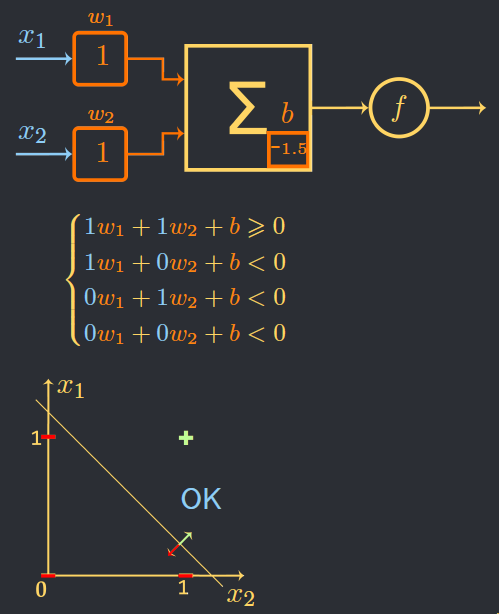 w₁
x₁
1
w₂
x₂
1
Σ
b
-1.5
f
1w₁ + 1w₂ + b ⩾ 0
1w₁ + 0w₂ + b < 0
0w₁ + 1w₂ + b < 0
0w₁ + 0w₂ + b < 0
x₁
1
+
OK
0
1
x₂